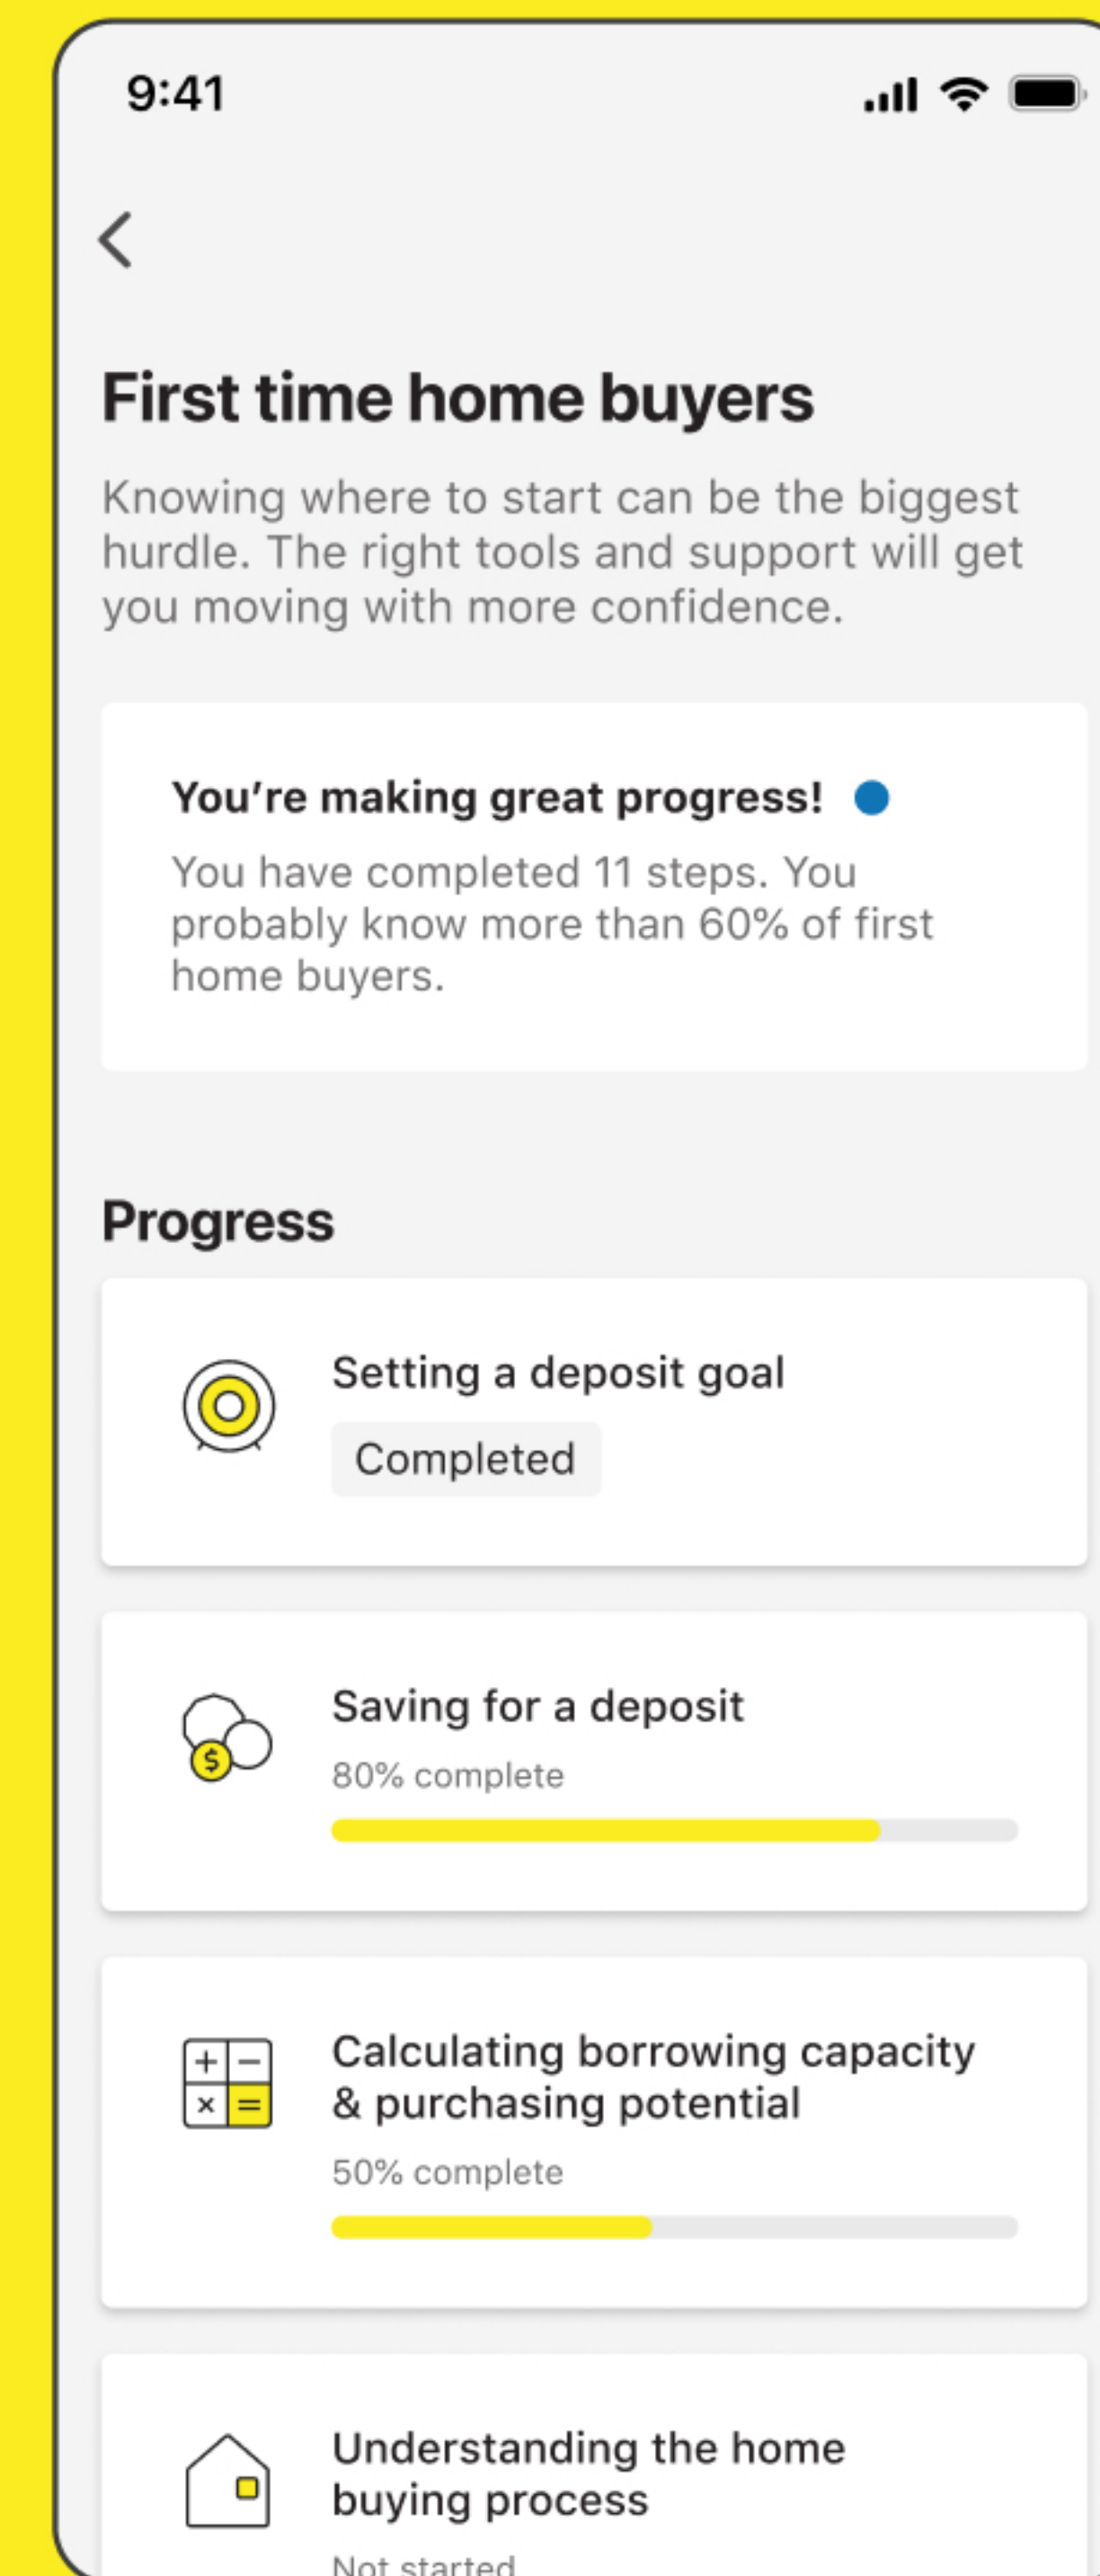 9:41
First time home buyers
Knowing where to start can be the biggest
hurdle. The right tools and support will get
you moving with more confidence.
You’re making great progress!
You have completed 11 steps. You
probably know more than 60% of first
home buyers.
Progress
Setting a deposit goal
Completed
$
Saving for a deposit
80% complete
+ −
× =
Calculating borrowing capacity
& purchasing potential
50% complete
Understanding the home
buying process
Not started